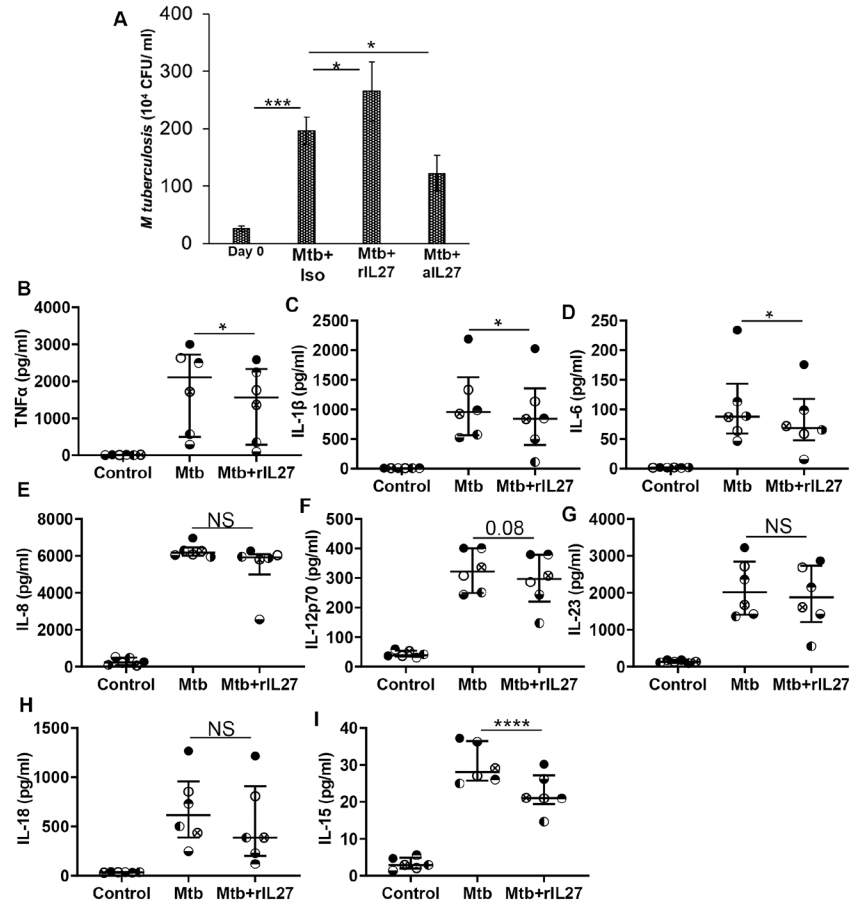 A
M tuberculosis (10⁴ CFU/ ml)
400
300
200
100
0
***
*
*
Day 0
Mtb+
Iso
Mtb+
rIL27
Mtb+
aIL27
B
TNFα (pg/ml)
4000
3000
2000
1000
0
*
Control
Mtb
Mtb+rIL27
C
IL-1β (pg/ml)
2500
2000
1500
1000
500
0
*
Control
Mtb
Mtb+rIL27
D
IL-6 (pg/ml)
250
200
150
100
50
0
*
Control
Mtb
Mtb+rIL27
E
IL-8 (pg/ml)
8000
6000
4000
2000
0
NS
Control
Mtb
Mtb+rIL27
F
IL-12p70 (pg/ml)
500
400
300
200
100
0
0.08
Control
Mtb
Mtb+rIL27
G
IL-23 (pg/ml)
4000
3000
2000
1000
0
NS
Control
Mtb
Mtb+rIL27
H
IL-18 (pg/ml)
1500
1000
500
0
NS
Control
Mtb
Mtb+rIL27
I
IL-15 (pg/ml)
40
30
20
10
0
****
Control
Mtb
Mtb+rIL27